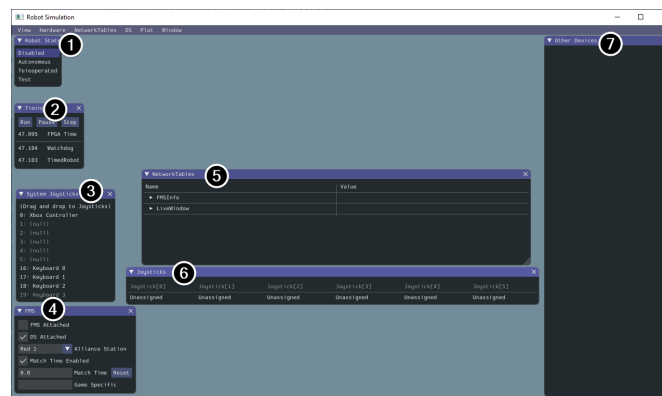 Robot Simulation
View Hardware NetworkTables DS Plot Window
Robot State
1
Disabled
Autonomous
Teleoperated
Test
Timing
2
Run Pause Step
47.095 FPGA Time
47.104 Watchdog
47.103 TimedRobot
System Joysticks
3
(Drag and drop to Joysticks)
0: Xbox Controller
1: (null)
2: (null)
3: (null)
4: (null)
5: (null)
16: Keyboard 0
17: Keyboard 1
18: Keyboard 2
19: Keyboard 3
FMS
4
FMS Attached
DS Attached
Red 1 Alliance Station
Match Time Enabled
0.0 Match Time Reset
Game Specific
NetworkTables
5
Name Value
FMSInfo
LiveWindow
Joysticks
6
Joystick[0] Joystick[1] Joystick[2] Joystick[3] Joystick[4] Joystick[5]
Unassigned Unassigned Unassigned Unassigned Unassigned Unassigned
Other Devices
7